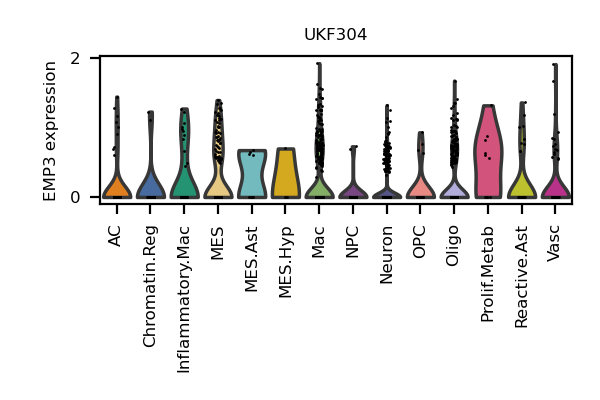 UKF304
EMP3 expression
2
0
AC
Chromatin.Reg
Inflammatory.Mac
MES
MES.Ast
MES.Hyp
Mac
NPC
Neuron
OPC
Oligo
Prolif.Metab
Reactive.Ast
Vasc